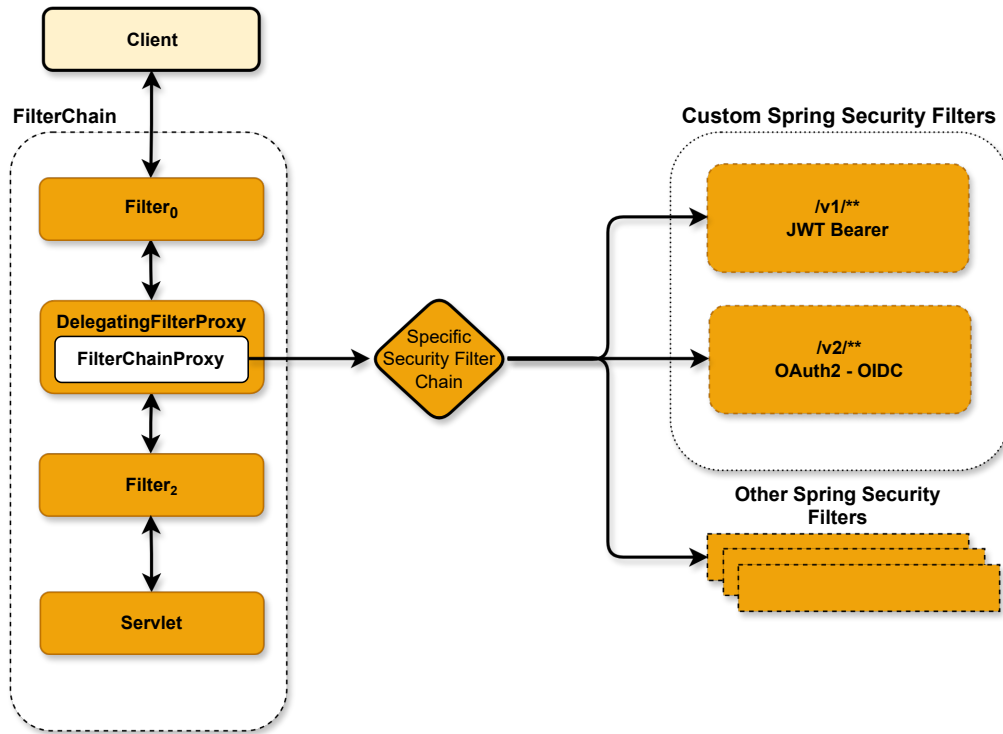 Client
FilterChain
Filter0
DelegatingFilterProxy
FilterChainProxy
Filter2
Servlet
Specific
Security Filter
Chain
Custom Spring Security Filters
/v1/**
JWT Bearer
/v2/**
OAuth2 - OIDC
Other Spring Security
Filters